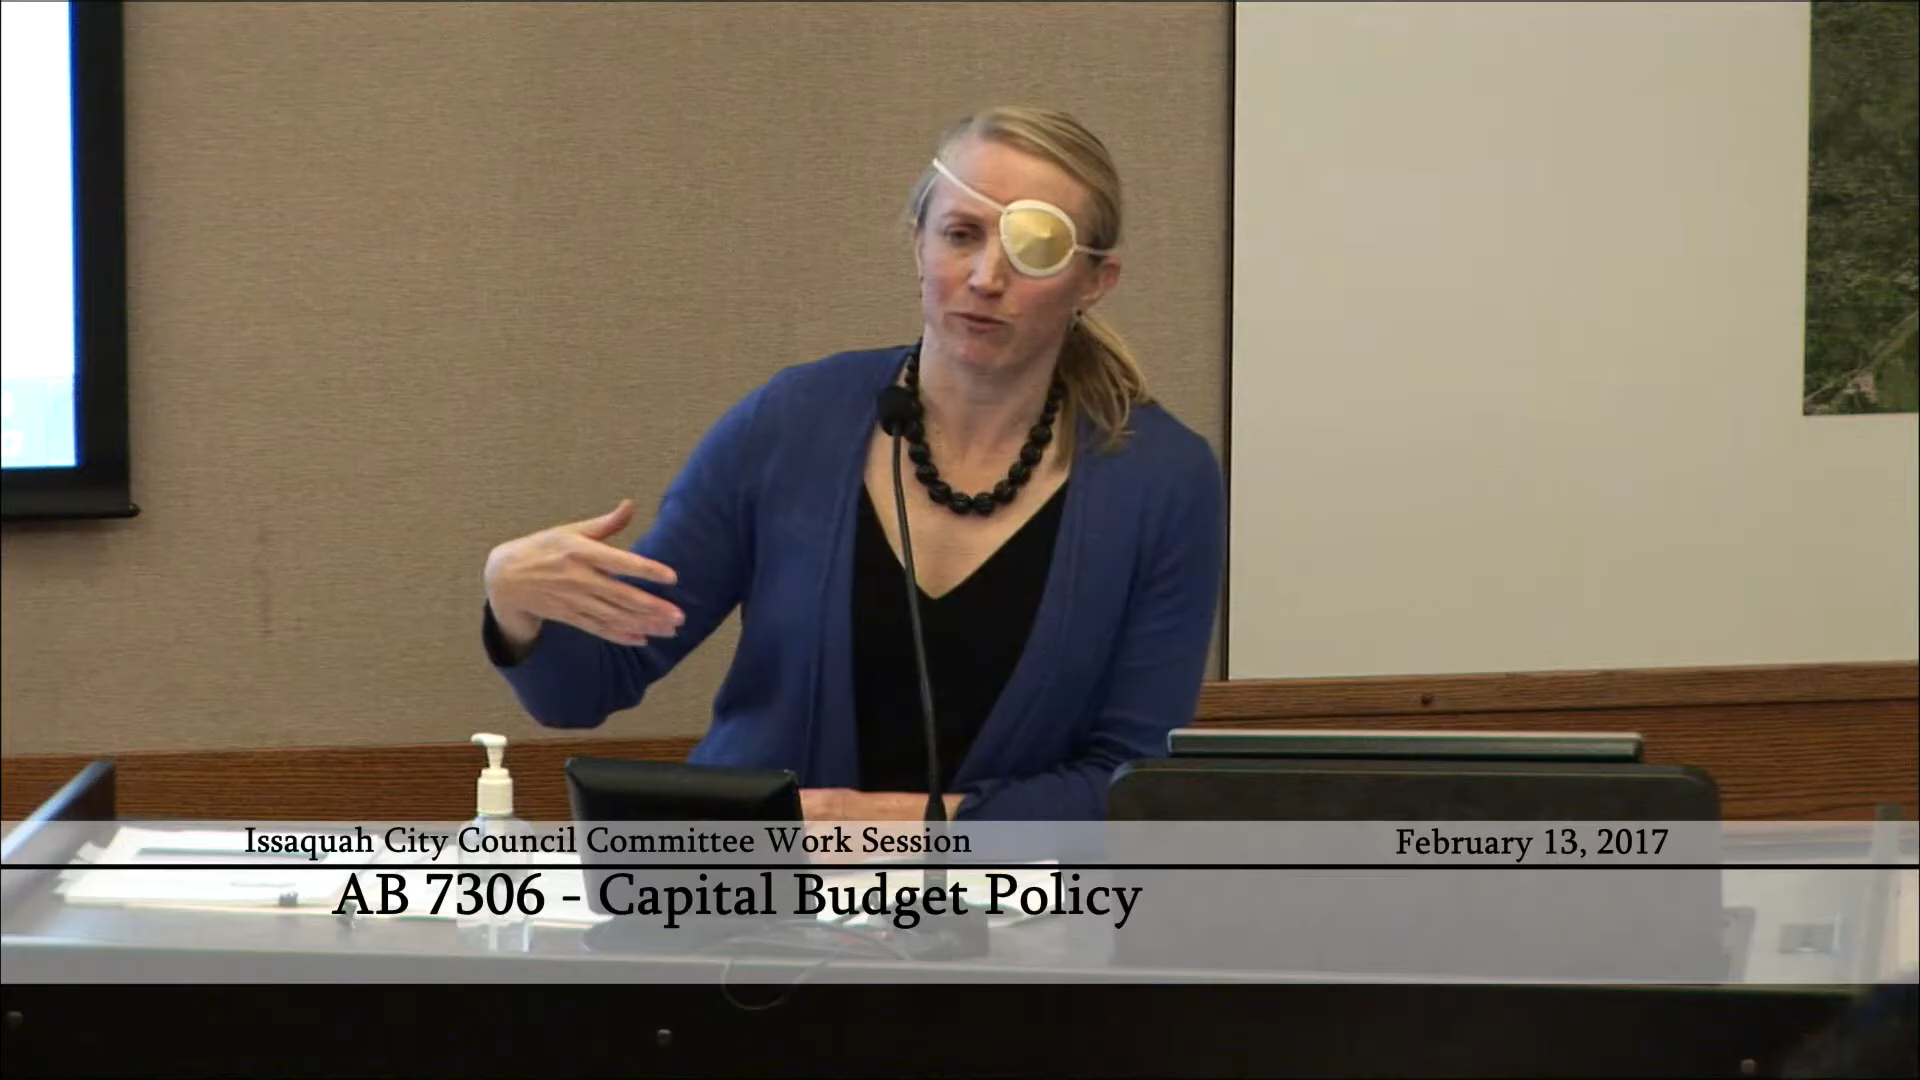 Issaquah City Council Committee Work Session
February 13, 2017
AB 7306 - Capital Budget Policy